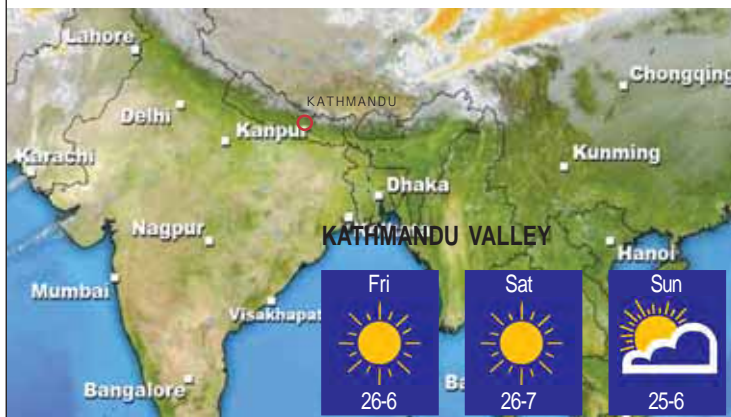 Lahore
Chongqing
KATHMANDU
Delhi
Kanpur
Karachi
Kunming
Dhaka
Nagpur
KATHMANDU VALLEY
Hanoi
Mumbai
Fri
Sat
Sun
Visakhapat
Bangalore
Ba
26-6
26-7
25-6